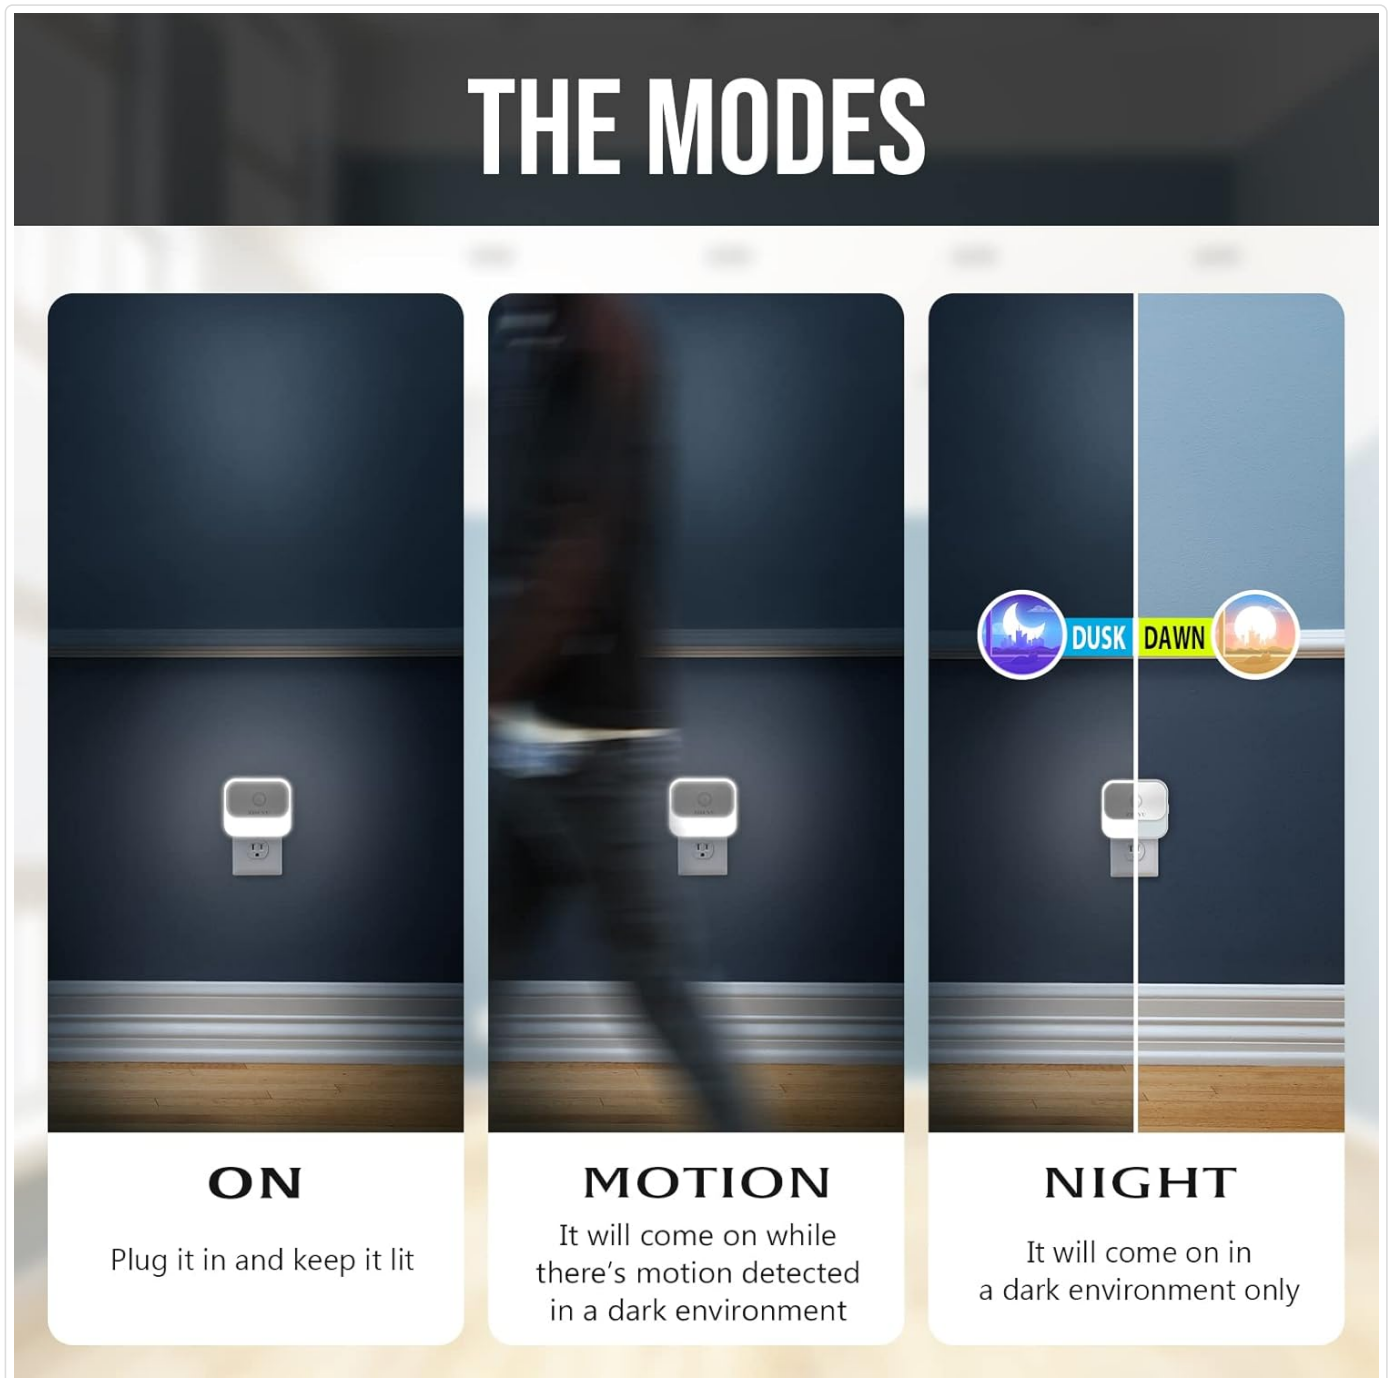 THE MODES
DUSK
DAWN
ON
Plug it in and keep it lit
MOTION
It will come on while
there's motion detected
in a dark environment
NIGHT
It will come on in
a dark environment only